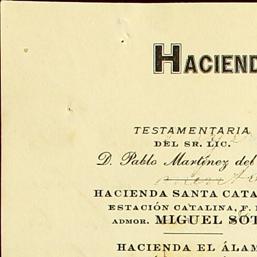 HACIEND
TESTAMENTARIA
DEL SR. LIC.
D. Pablo Martínez del
HACIENDA SANTA CATA
ESTACIÓN CATALINA, F.
ADMOR. MIGUEL SOT
HACIENDA EL ÁLAM